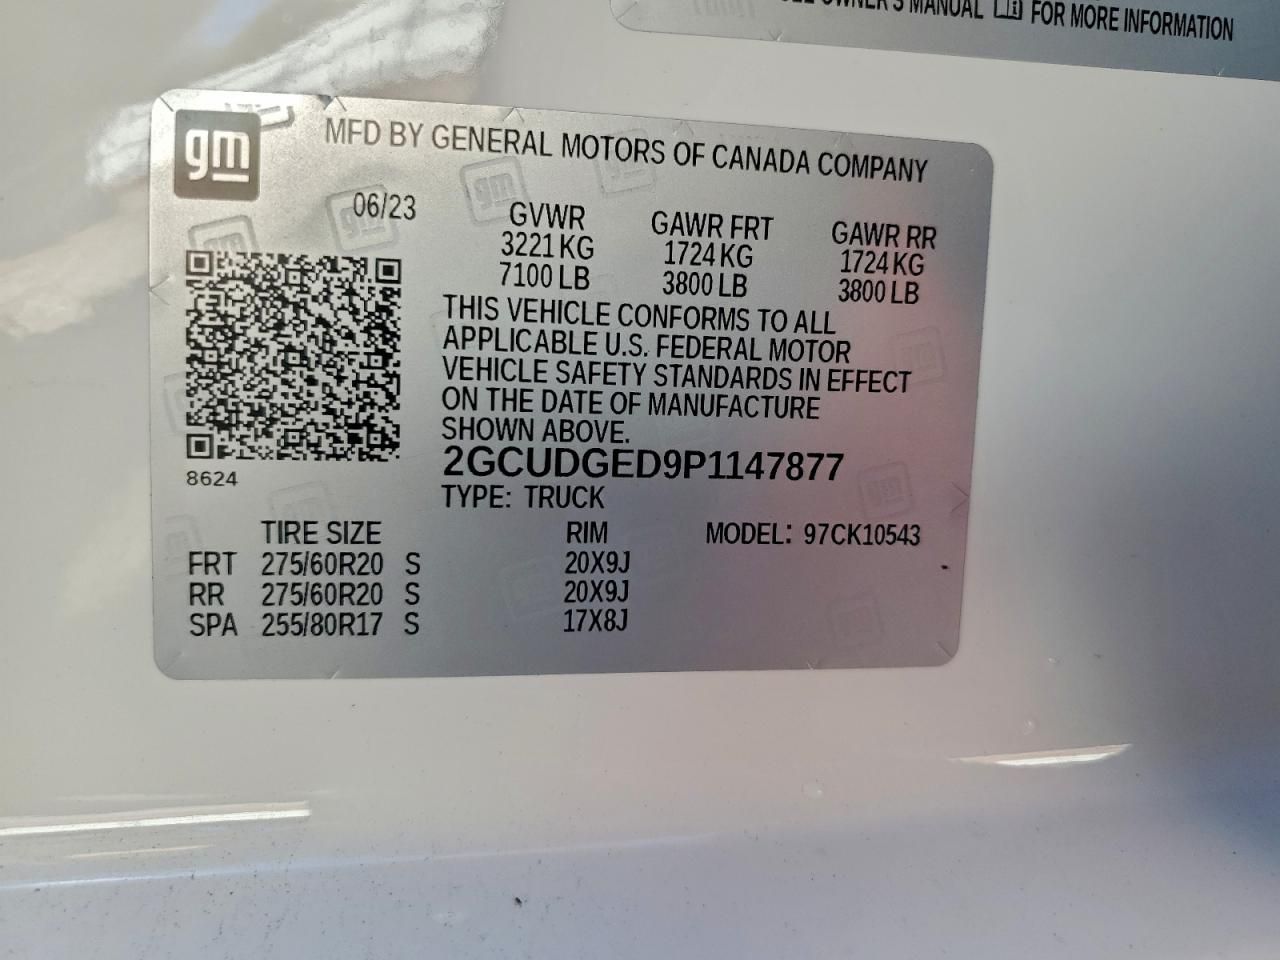 OWNER'S MANUAL FOR MORE INFORMATION
gm
MFD BY GENERAL MOTORS OF CANADA COMPANY
06/23
GVWR GAWR FRT GAWR RR
3221 KG 1724 KG 1724 KG
7100 LB 3800 LB 3800 LB
THIS VEHICLE CONFORMS TO ALL
APPLICABLE U.S. FEDERAL MOTOR
VEHICLE SAFETY STANDARDS IN EFFECT
ON THE DATE OF MANUFACTURE
SHOWN ABOVE.
2GCUDGED9P1147877
8624
TYPE: TRUCK
TIRE SIZE RIM MODEL: 97CK10543
FRT 275/60R20 S 20X9J
RR 275/60R20 S 20X9J
SPA 255/80R17 S 17X8J